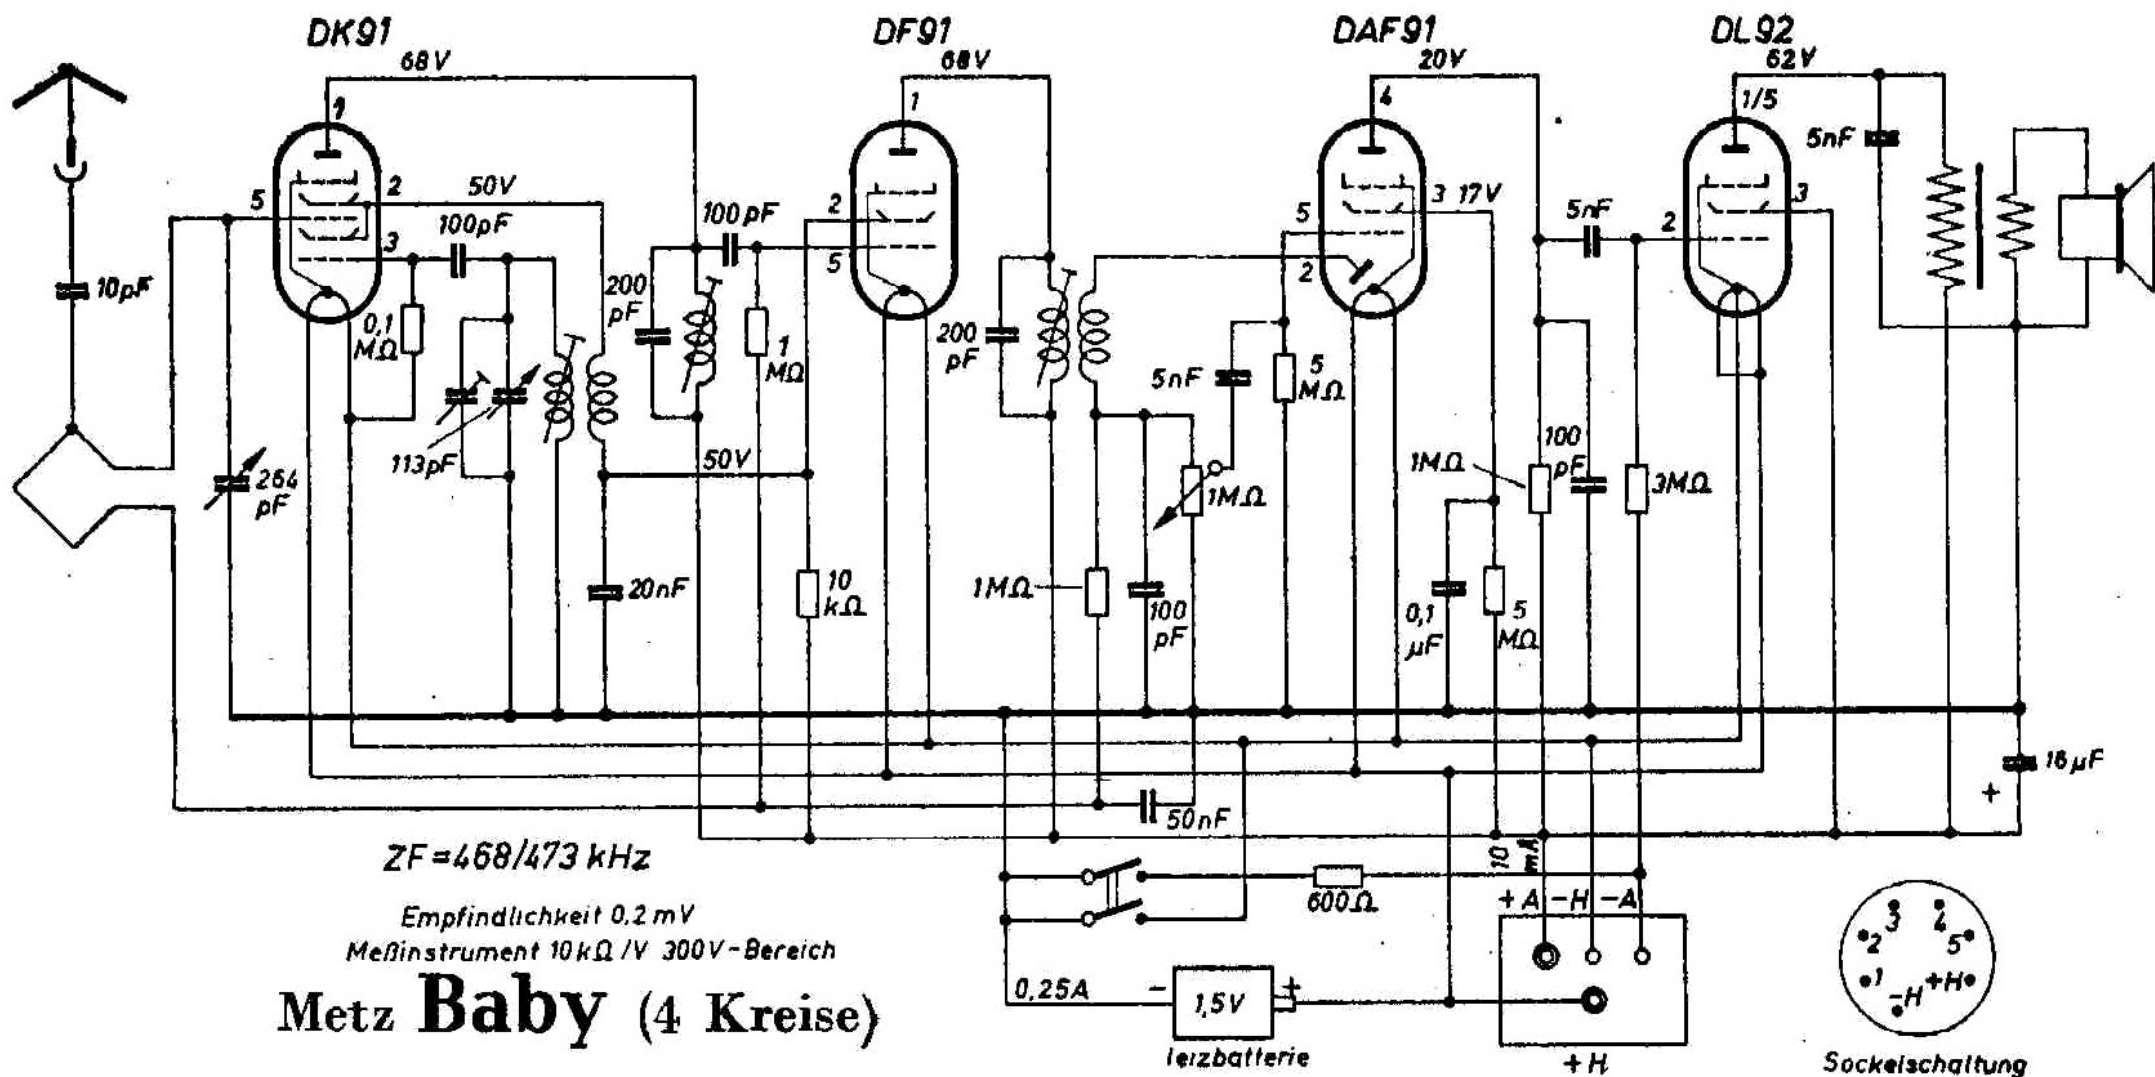 DK91
DF91
DAF91
DL92
68V
68V
20V
62V
1
1
4
1/5
5nF
2
50V
5
100pF
3
100pF
2
5
3 17V
5
2
5nF
2
3
10pF
0,1
MΩ
200
pF
1
MΩ
200
pF
5nF
5
MΩ
113pF
50V
264
pF
1MΩ
1MΩ
100
pF
3MΩ
20nF
10
kΩ
1MΩ
100
pF
0,1
µF
5
MΩ
16µF
+
50nF
ZF=468/473 kHz
10
mA
600Ω
+A -H -A
Empfindlichkeit 0,2mV
Meßinstrument 10kΩ/V 300V-Bereich
Metz Baby (4 Kreise)
0,25A
-
1,5V
+
leizbatterie
+H
3 4
2 5
1 -H +H
Sockelschaltung